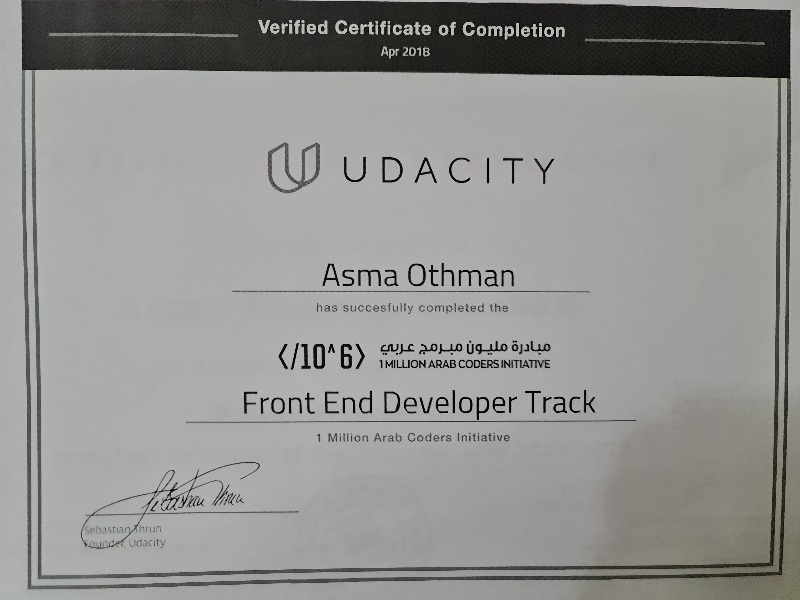 Verified Certificate of Completion
Apr 2018
UDACITY
Asma Othman
has succesfully completed the
</10^6> مبادرة مليون مبرمج عربي
1 MILLION ARAB CODERS INITIATIVE
Front End Developer Track
1 Million Arab Coders Initiative
Sebastian Thrun
Sebastian Thrun
Founder, Udacity